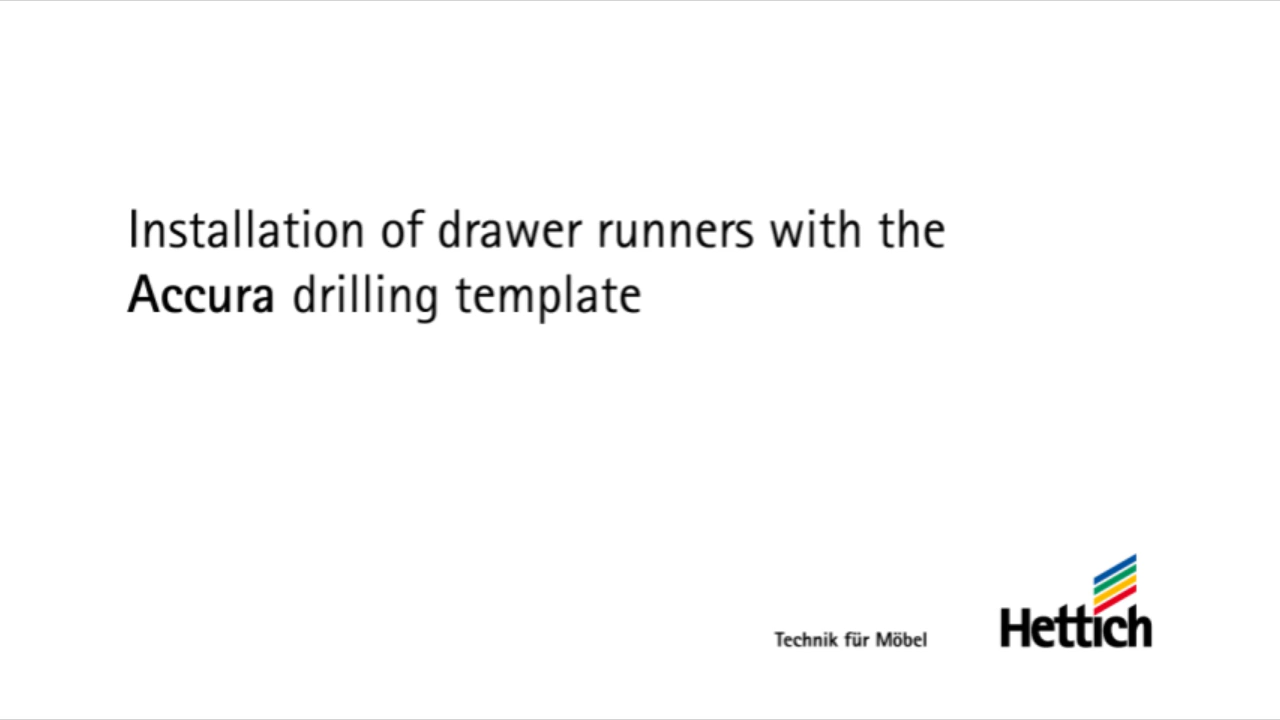 Installation of drawer runners with the
Accura drilling template
Technik für Möbel
Hettich